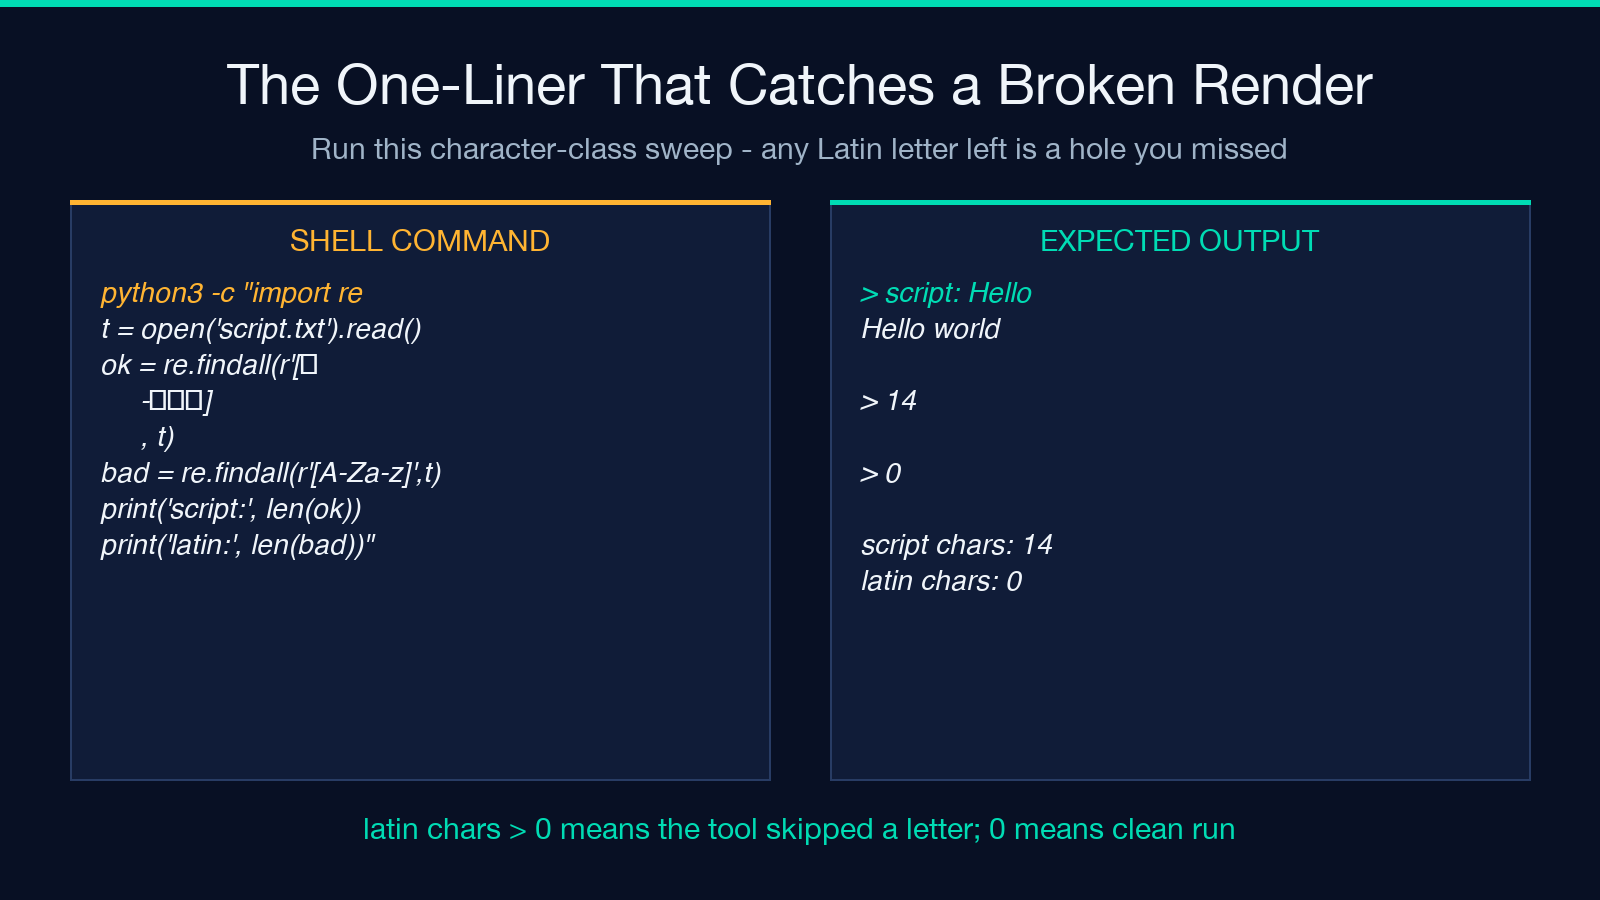 The One-Liner That Catches a Broken Render
Run this character-class sweep - any Latin letter left is a hole you missed
SHELL COMMAND
python3 -c "import re
t = open('script.txt').read()
ok = re.findall(r'[□
-□□□]
, t)
bad = re.findall(r'[A-Za-z]',t)
print('script:', len(ok))
print('latin:', len(bad))"
EXPECTED OUTPUT
> script: Hello
Hello world
> 14
> 0
script chars: 14
latin chars: 0
latin chars > 0 means the tool skipped a letter; 0 means clean run